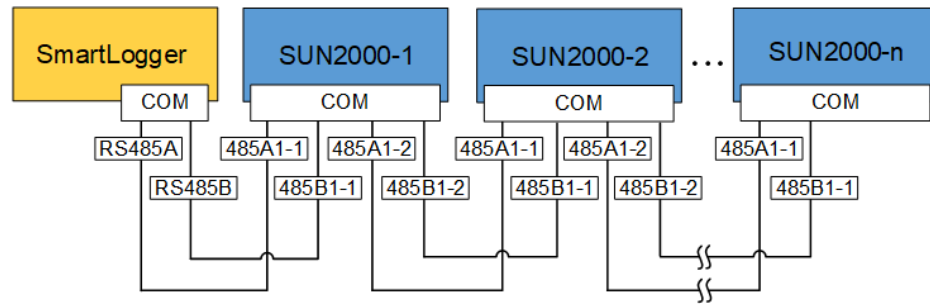 SmartLogger
SUN2000-1
SUN2000-2
...
SUN2000-n
COM
COM
COM
COM
RS485A
485A1-1
485A1-2
485A1-1
485A1-2
485A1-1
RS485B
485B1-1
485B1-2
485B1-1
485B1-2
485B1-1